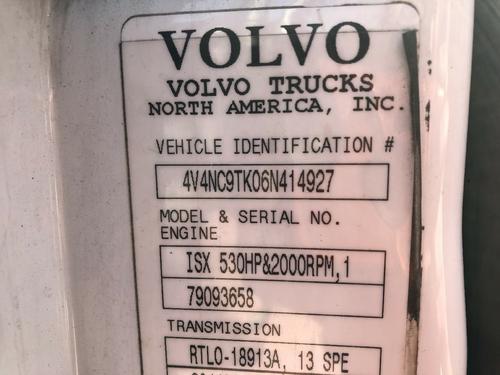 VOLVO
VOLVO TRUCKS
NORTH AMERICA, INC.
VEHICLE IDENTIFICATION #
4V4NC9TK06N414927
MODEL & SERIAL NO.
ENGINE
ISX 530HP&2000RPM,1
79093658
TRANSMISSION
RTLO-18913A, 13 SPE